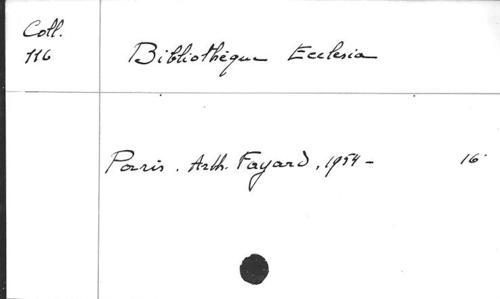 Coll.
116
Bibliothèque Ecclesia
Paris. Arth. Fayard, 1954-
16°